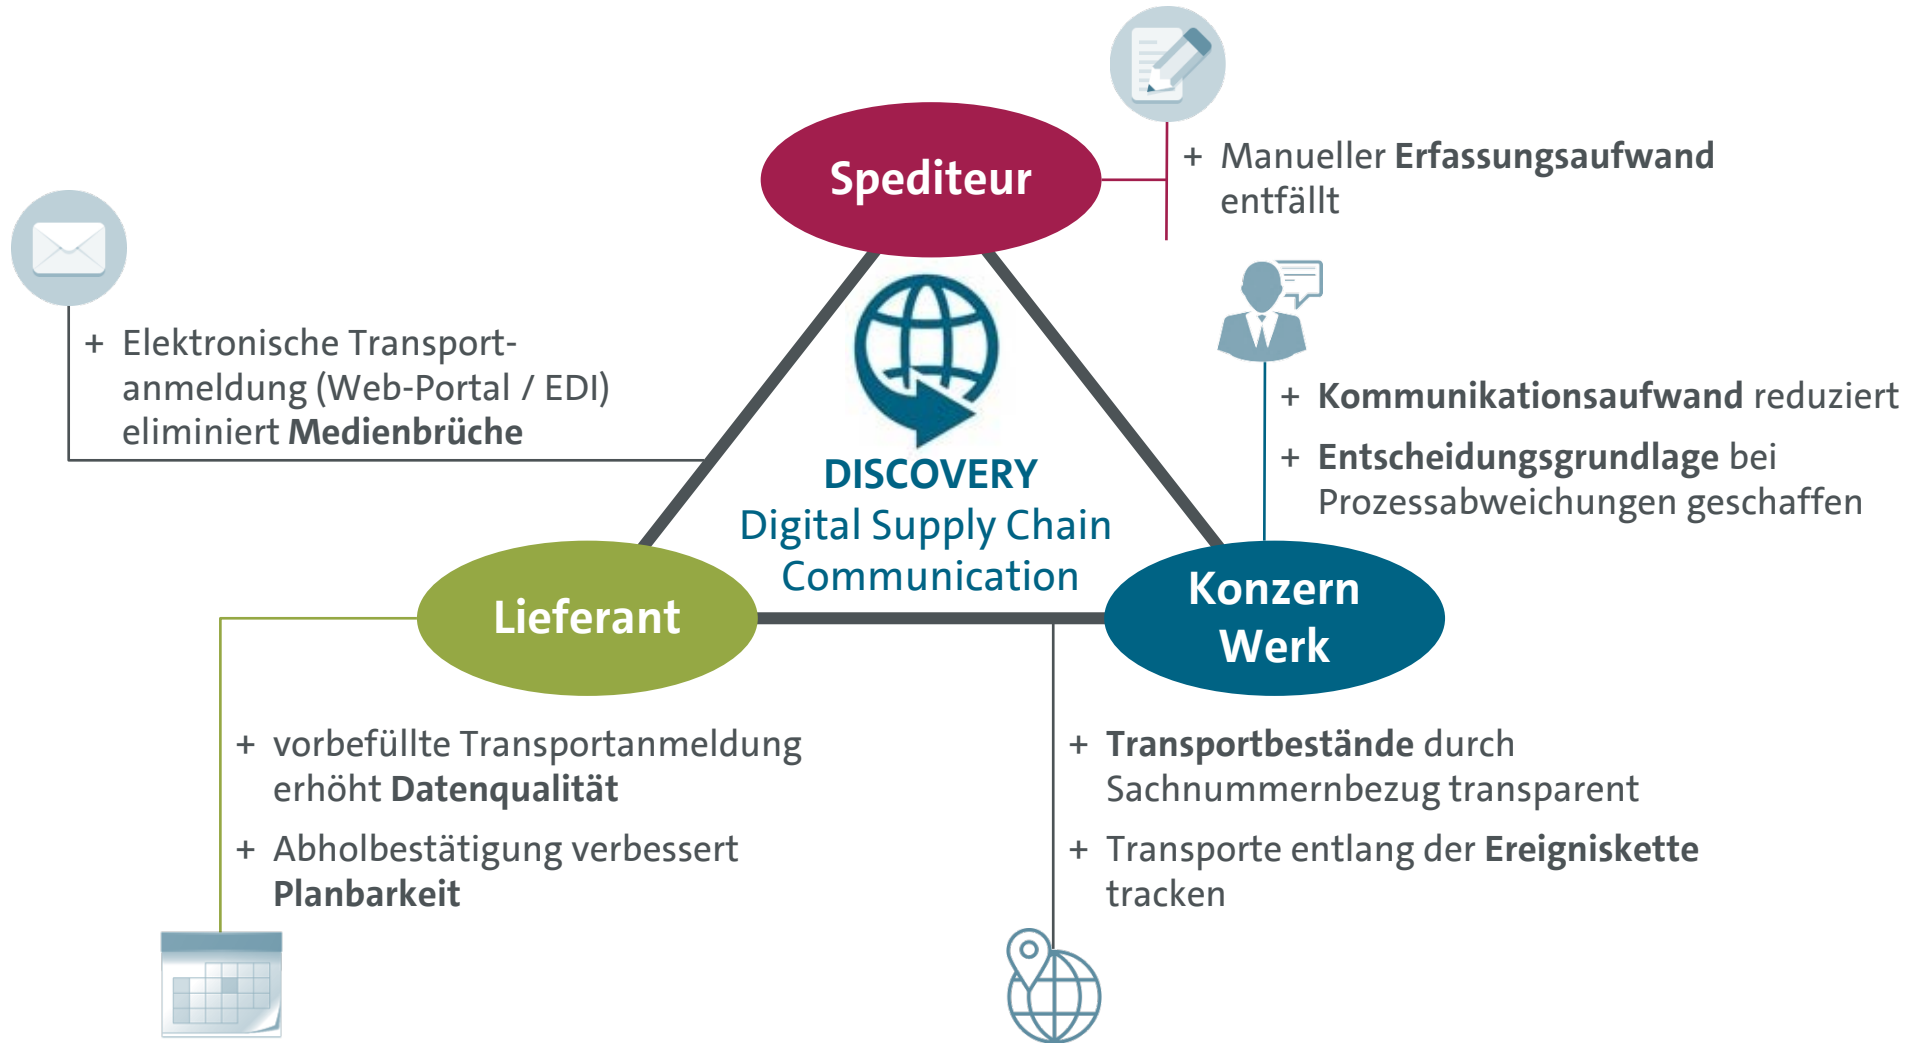 Spediteur
+ Manueller Erfassungsaufwand
entfällt
+ Elektronische Transport-
anmeldung (Web-Portal / EDI)
eliminiert Medienbrüche
+ Kommunikationsaufwand reduziert
+ Entscheidungsgrundlage bei
Prozessabweichungen geschaffen
DISCOVERY
Digital Supply Chain
Communication
Lieferant
Konzern
Werk
+ vorbefüllte Transportanmeldung
erhöht Datenqualität
+ Abholbestätigung verbessert
Planbarkeit
+ Transportbestände durch
Sachnummernbezug transparent
+ Transporte entlang der Ereigniskette
tracken